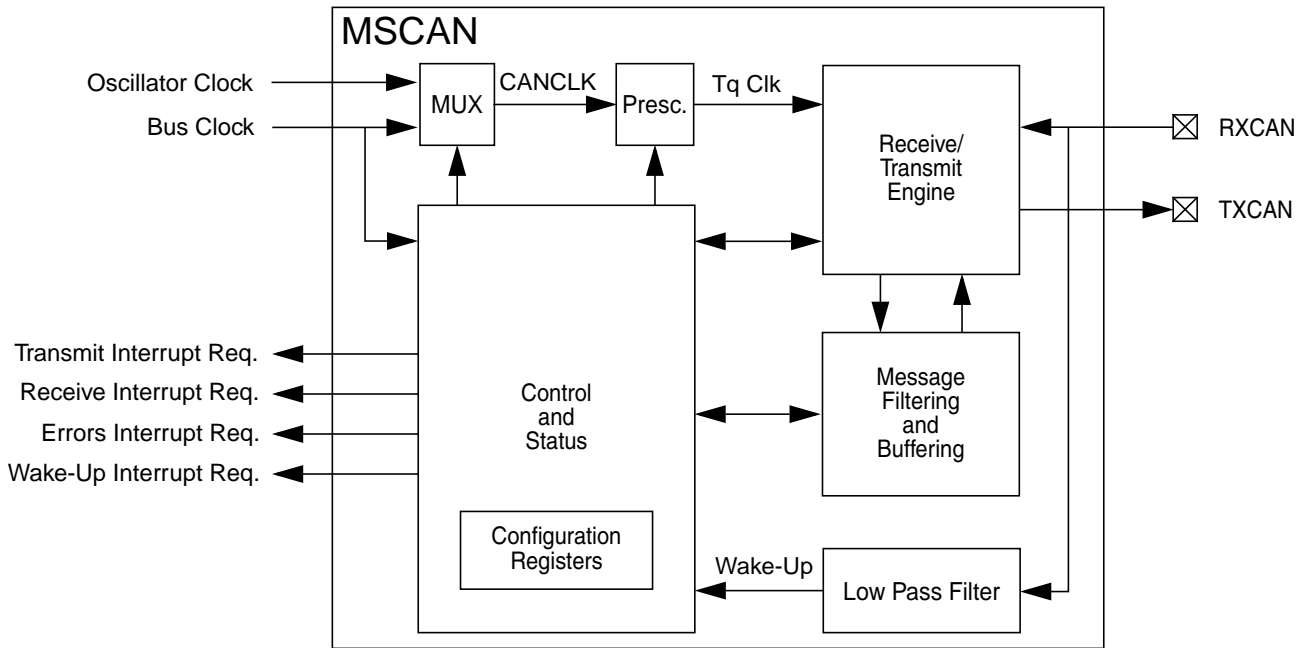 MSCAN
Oscillator Clock
Bus Clock
MUX
CANCLK
Presc.
Tq Clk
Receive/
Transmit
Engine
RXCAN
TXCAN
Transmit Interrupt Req.
Receive Interrupt Req.
Errors Interrupt Req.
Wake-Up Interrupt Req.
Control
and
Status
Message
Filtering
and
Buffering
Configuration
Registers
Wake-Up
Low Pass Filter